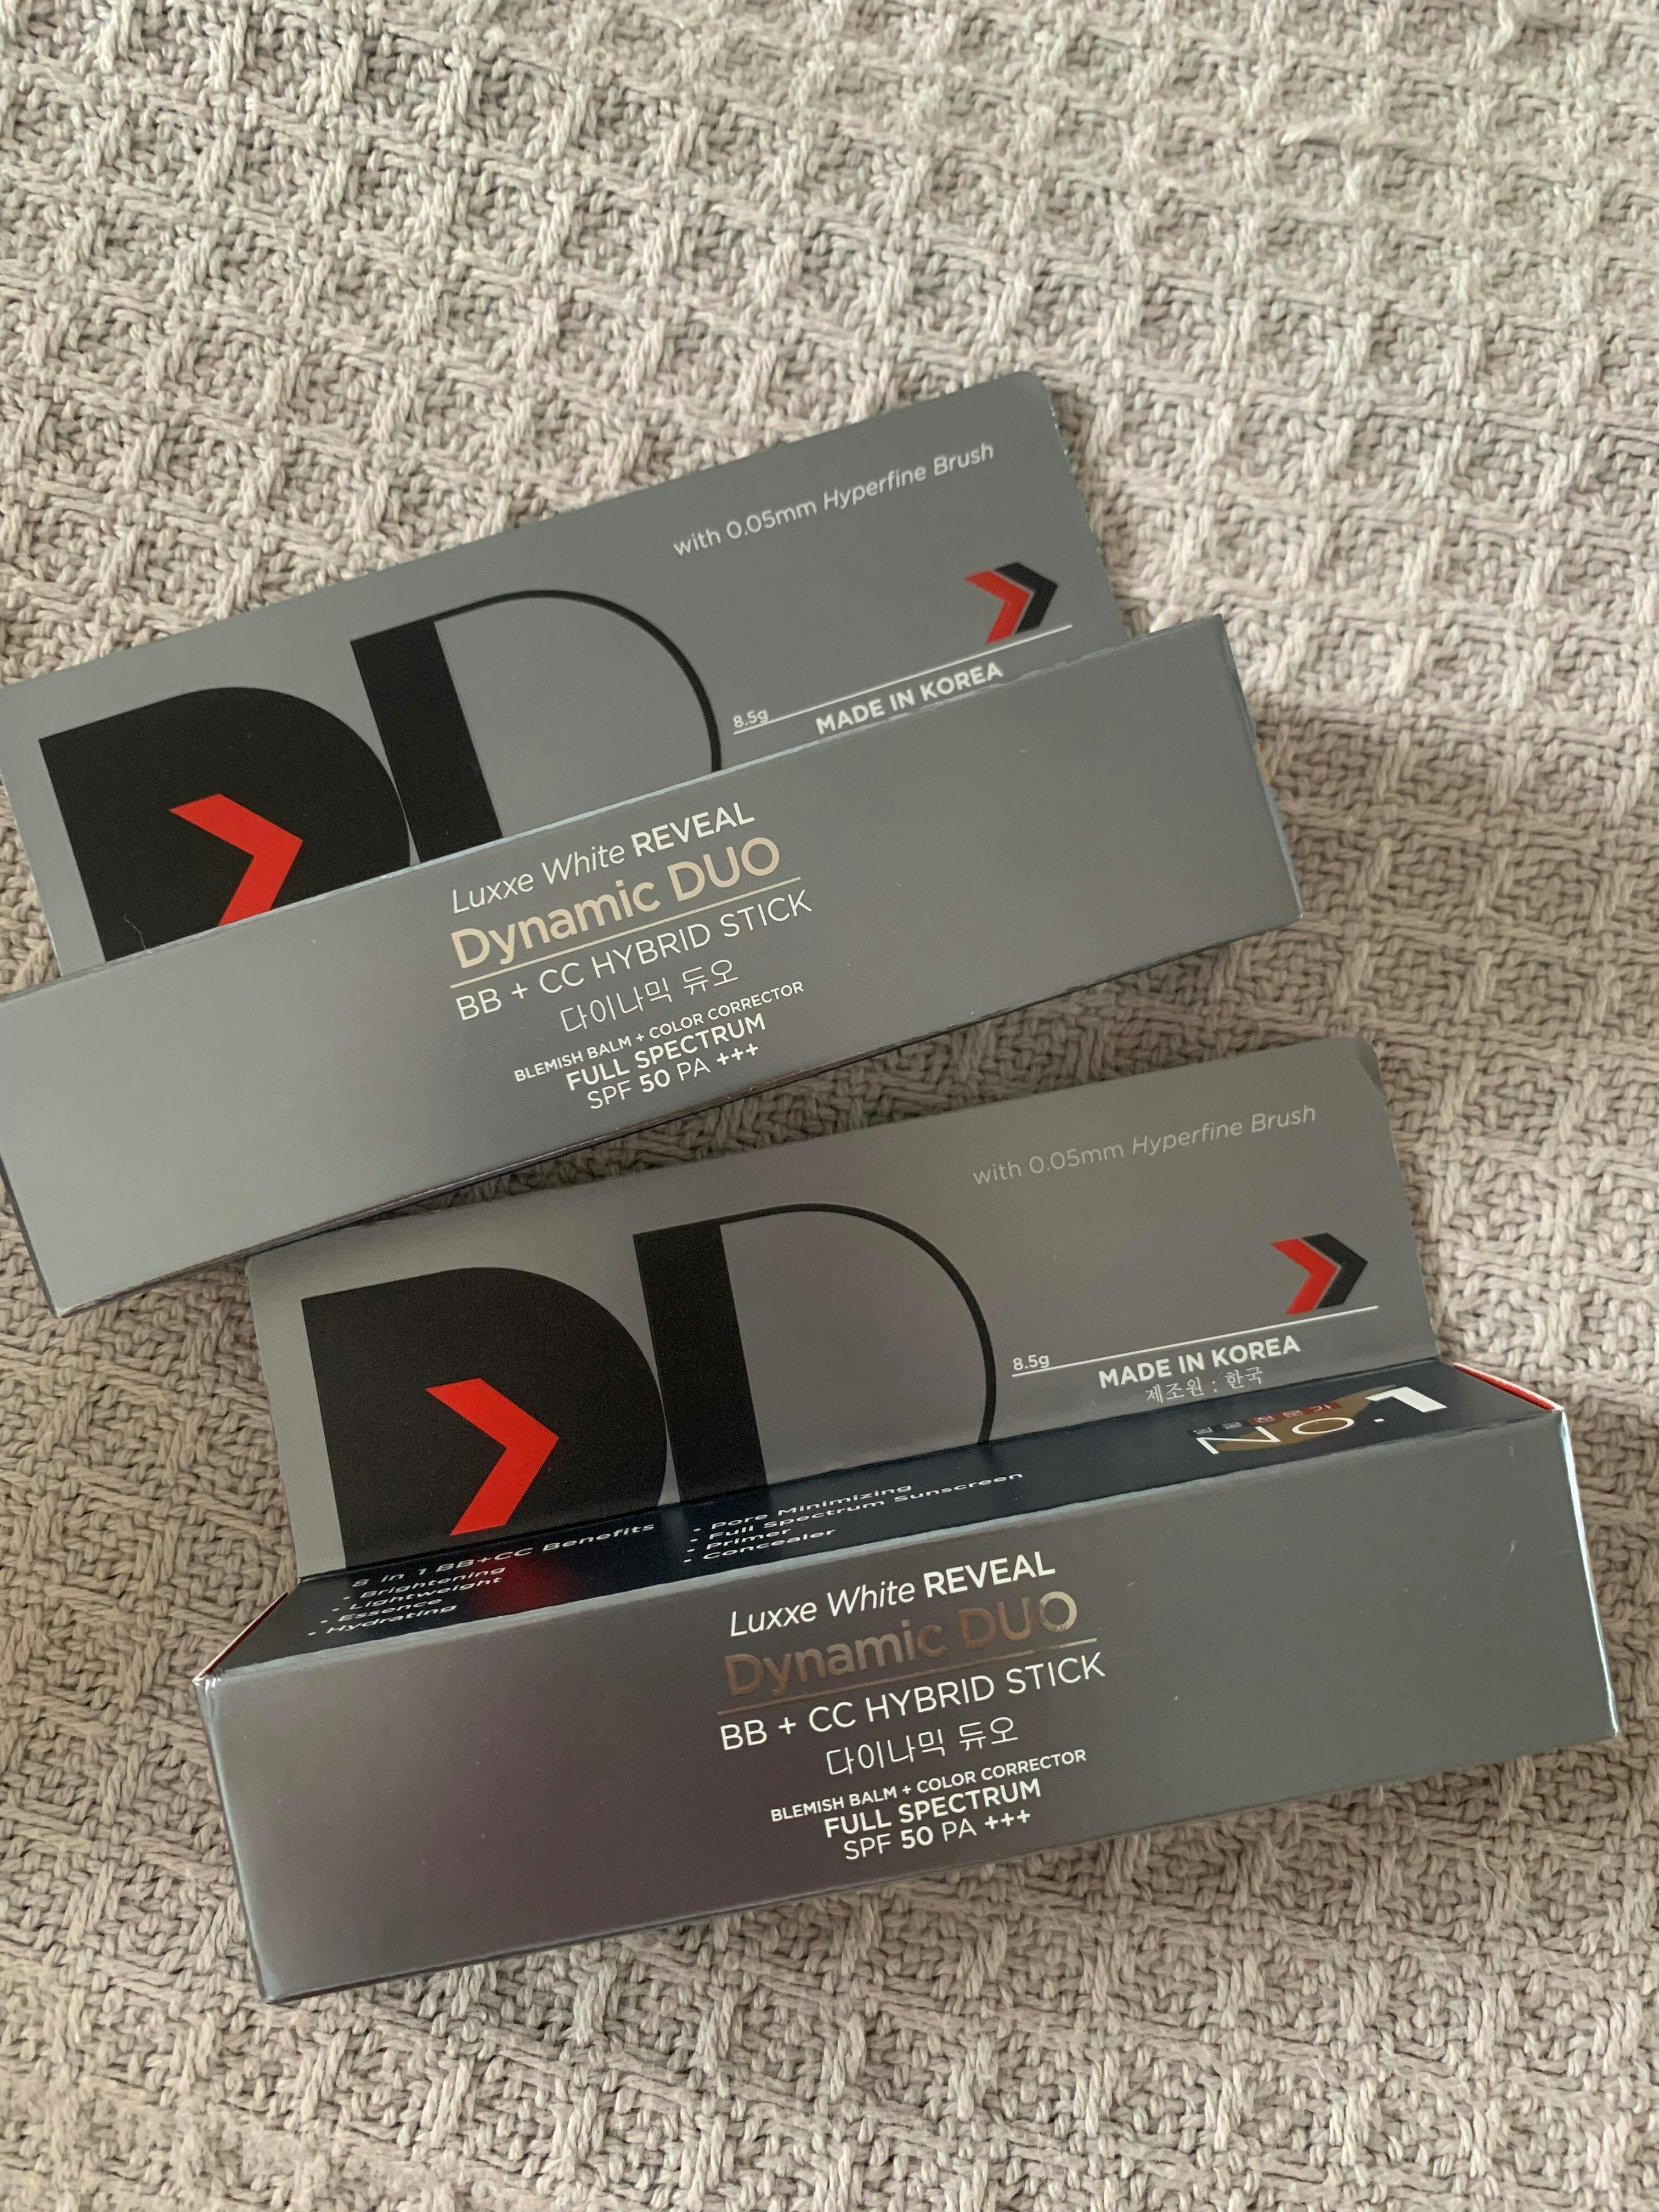 with 0.05mm Hyperfine Brush
8.5g
MADE IN KOREA
Luxxe White REVEAL
Dynamic DUO
BB + CC HYBRID STICK
다이나믹 듀오
BLEMISH BALM + COLOR CORRECTOR
FULL SPECTRUM
SPF 50 PA +++
with 0.05mm Hyperfine Brush
8.5g
MADE IN KOREA
제조원 : 한국
No.1
8 in 1 BB+CC Benefits
• Brightening
• Lightweight
• Essence
• Hydrating
• Pore Minimizing
• Full Spectrum Sunscreen
• Primer
• Concealer
Luxxe White REVEAL
Dynamic DUO
BB + CC HYBRID STICK
다이나믹 듀오
BLEMISH BALM + COLOR CORRECTOR
FULL SPECTRUM
SPF 50 PA +++